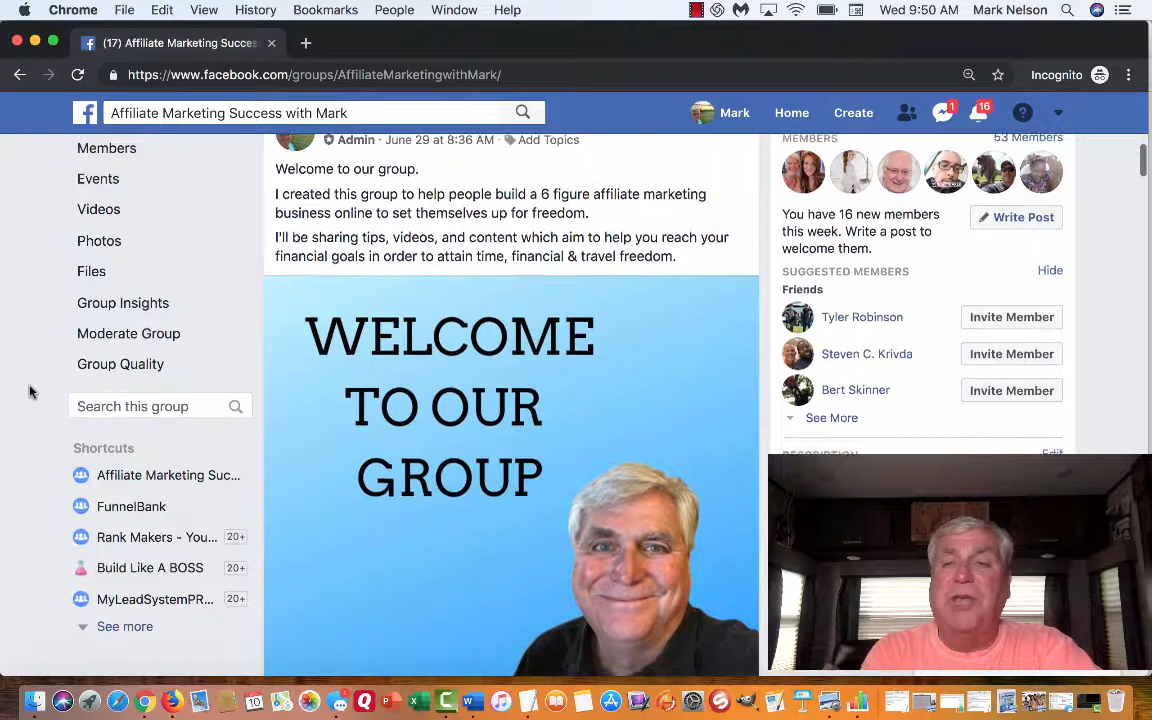 Chrome File Edit View History Bookmarks People Window Help Wed 9:50 AM Mark Nelson
(17) Affiliate Marketing Succes
https://www.facebook.com/groups/AffiliateMarketingwithMark/ Incognito
Affiliate Marketing Success with Mark Mark Home Create 1 16
Members
Events
Videos
Photos
Files
Group Insights
Moderate Group
Group Quality
Search this group
Shortcuts
Affiliate Marketing Suc...
FunnelBank
Rank Makers - You... 20+
Build Like A BOSS 20+
MyLeadSystemPR... 20+
See more
Admin · June 29 at 8:36 AM · Add Topics
Welcome to our group.
I created this group to help people build a 6 figure affiliate marketing
business online to set themselves up for freedom.
I'll be sharing tips, videos, and content which aim to help you reach your
financial goals in order to attain time, financial & travel freedom.
WELCOME
TO OUR
GROUP
MEMBERS 53 Members
You have 16 new members
this week. Write a post to
welcome them.
Write Post
SUGGESTED MEMBERS Hide
Friends
Tyler Robinson Invite Member
Steven C. Krivda Invite Member
Bert Skinner Invite Member
See More
DESCRIPTION Edit